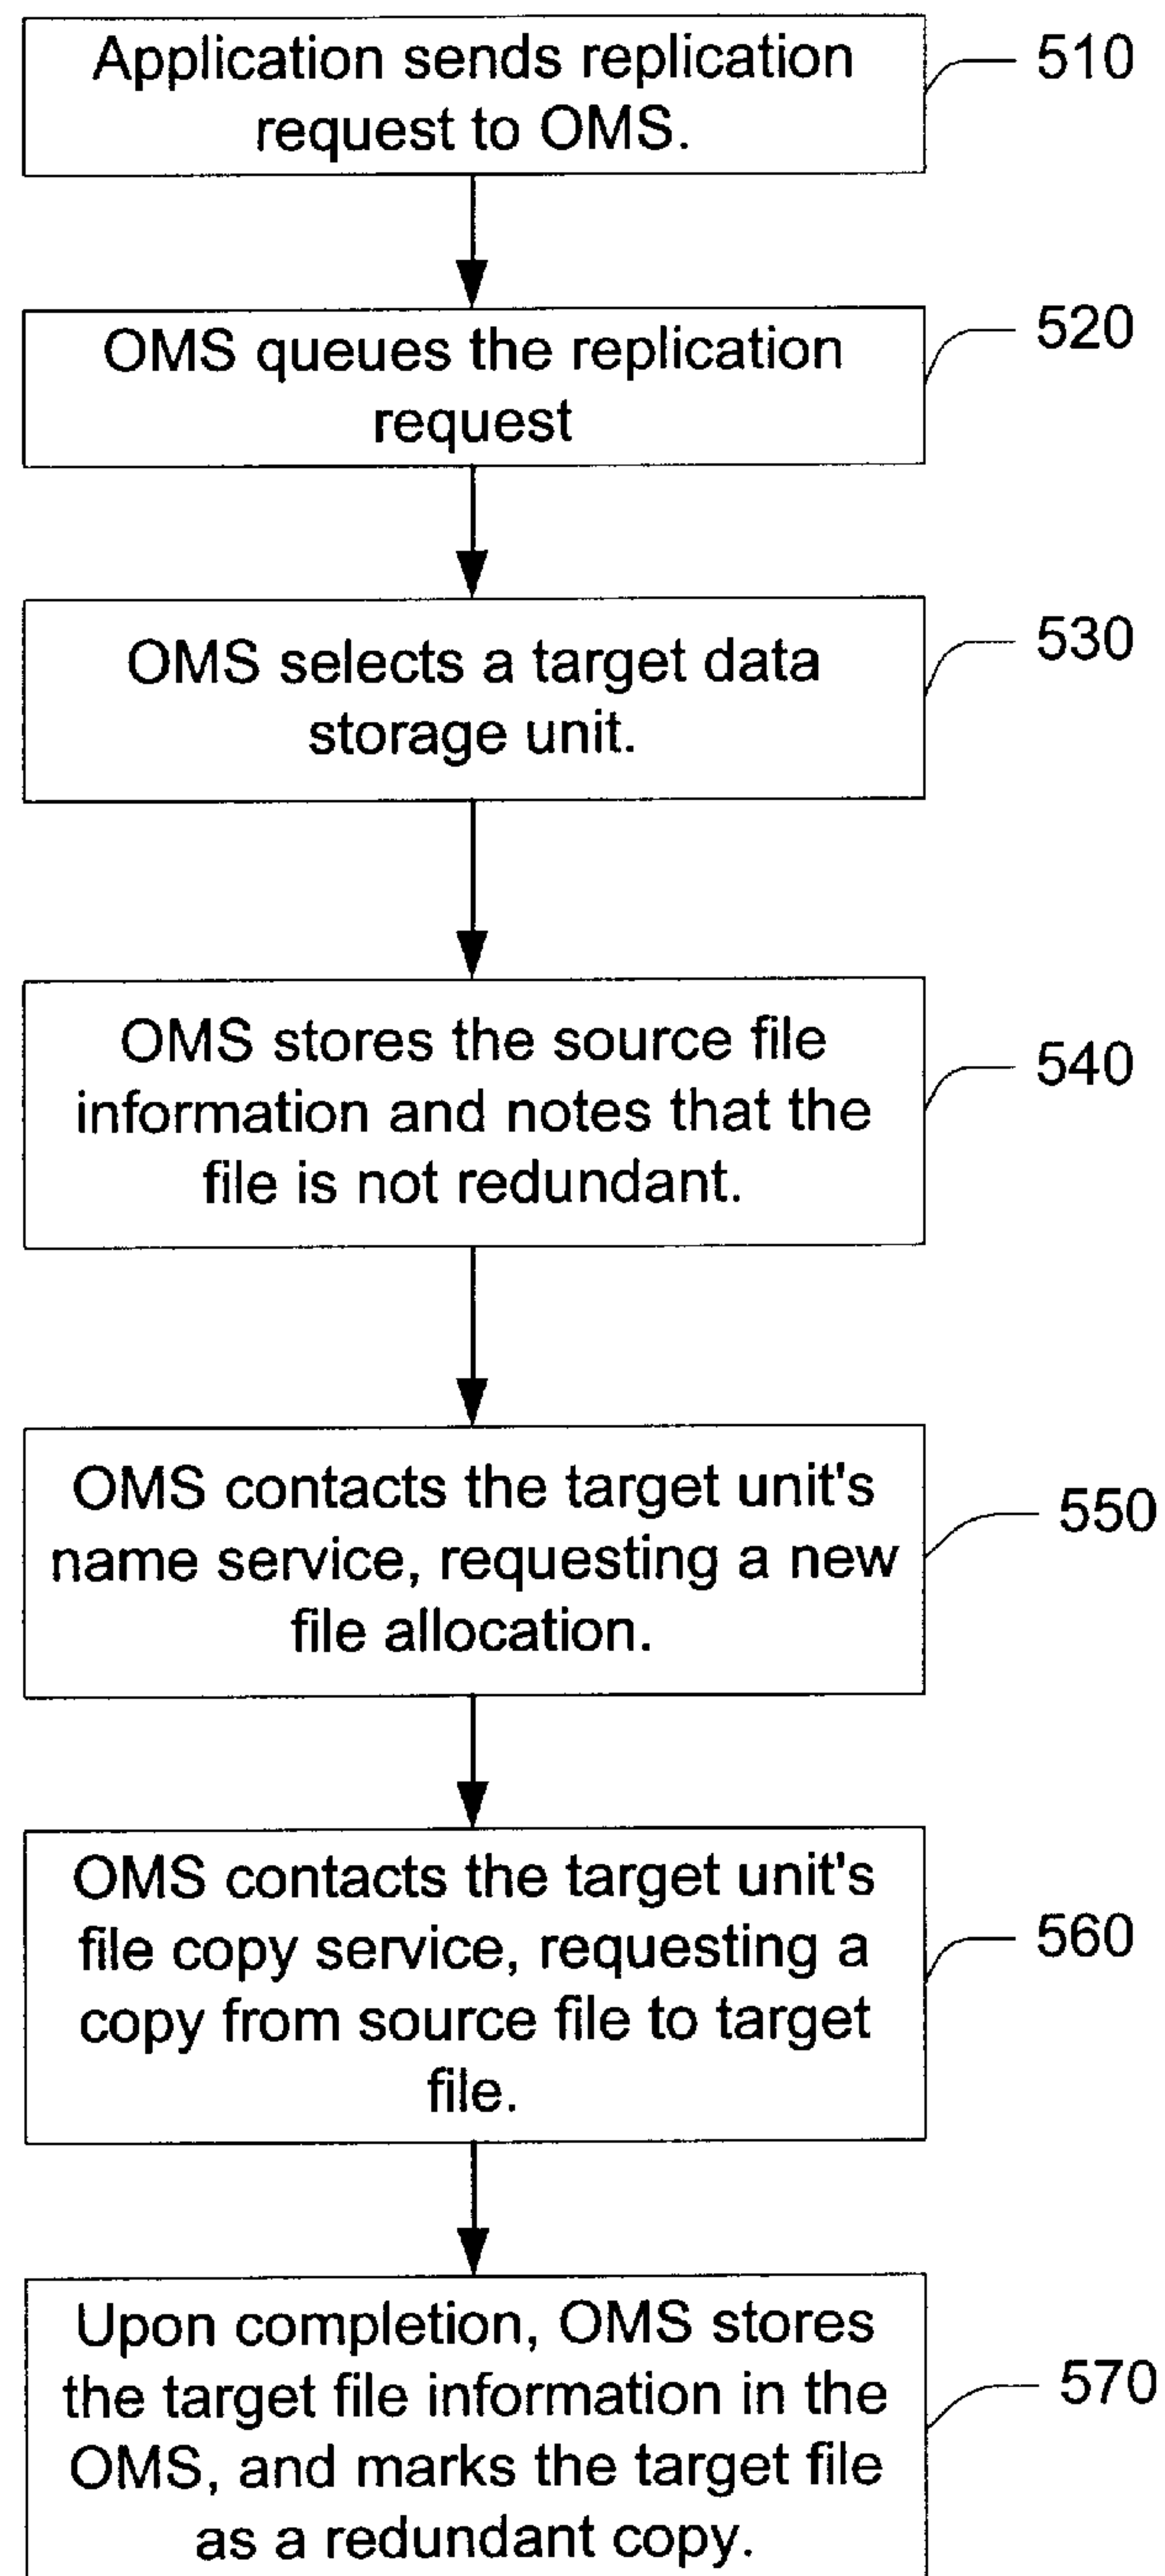 Application sends replication
request to OMS.
510
OMS queues the replication
request
520
OMS selects a target data
storage unit.
530
OMS stores the source file
information and notes that the
file is not redundant.
540
OMS contacts the target unit's
name service, requesting a new
file allocation.
550
OMS contacts the target unit's
file copy service, requesting a
copy from source file to target
file.
560
Upon completion, OMS stores
the target file information in the
OMS, and marks the target file
as a redundant copy.
570